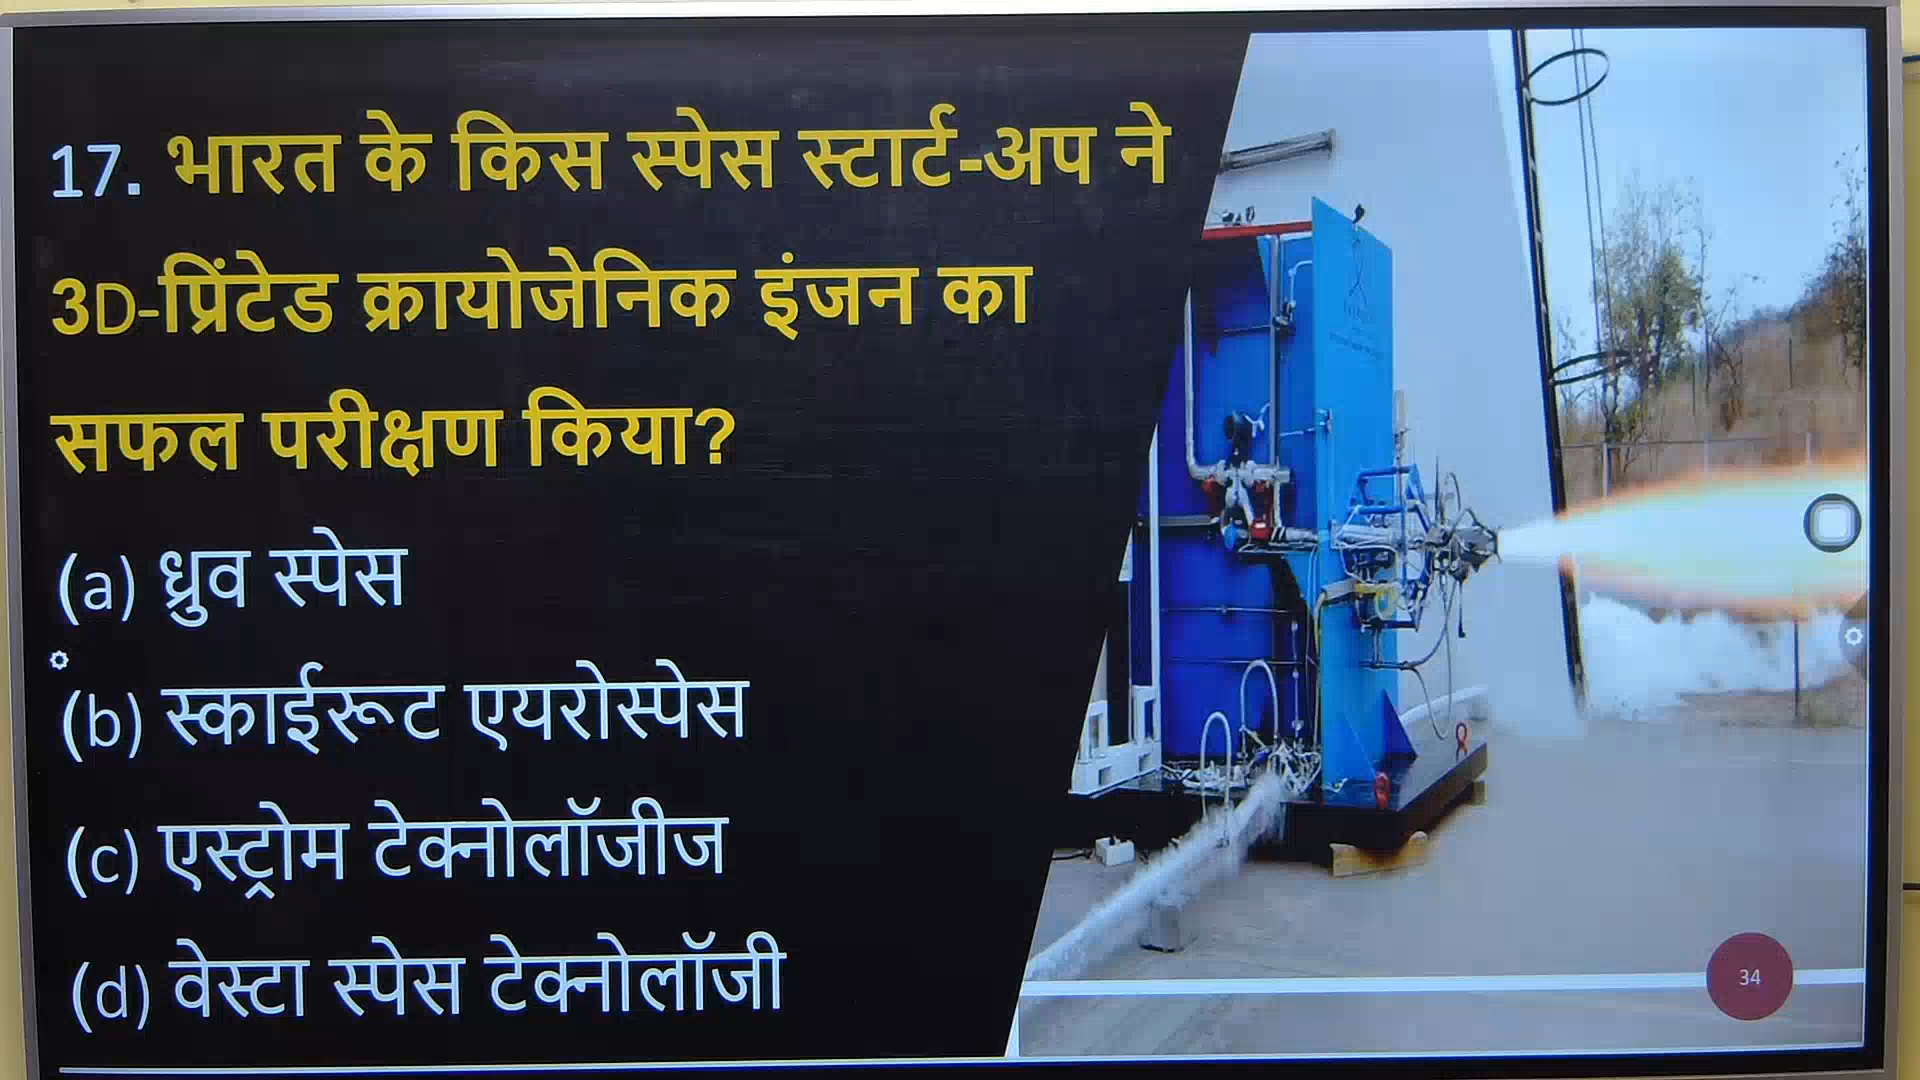 17. भारत के किस स्पेस स्टार्ट-अप ने
3D-प्रिंटेड क्रायोजेनिक इंजन का
सफल परीक्षण किया?
(a) ध्रुव स्पेस
(b) स्काईरूट एयरोस्पेस
(c) एस्ट्रोम टेक्नोलॉजीज
(d) वेस्टा स्पेस टेक्नोलॉजी
34